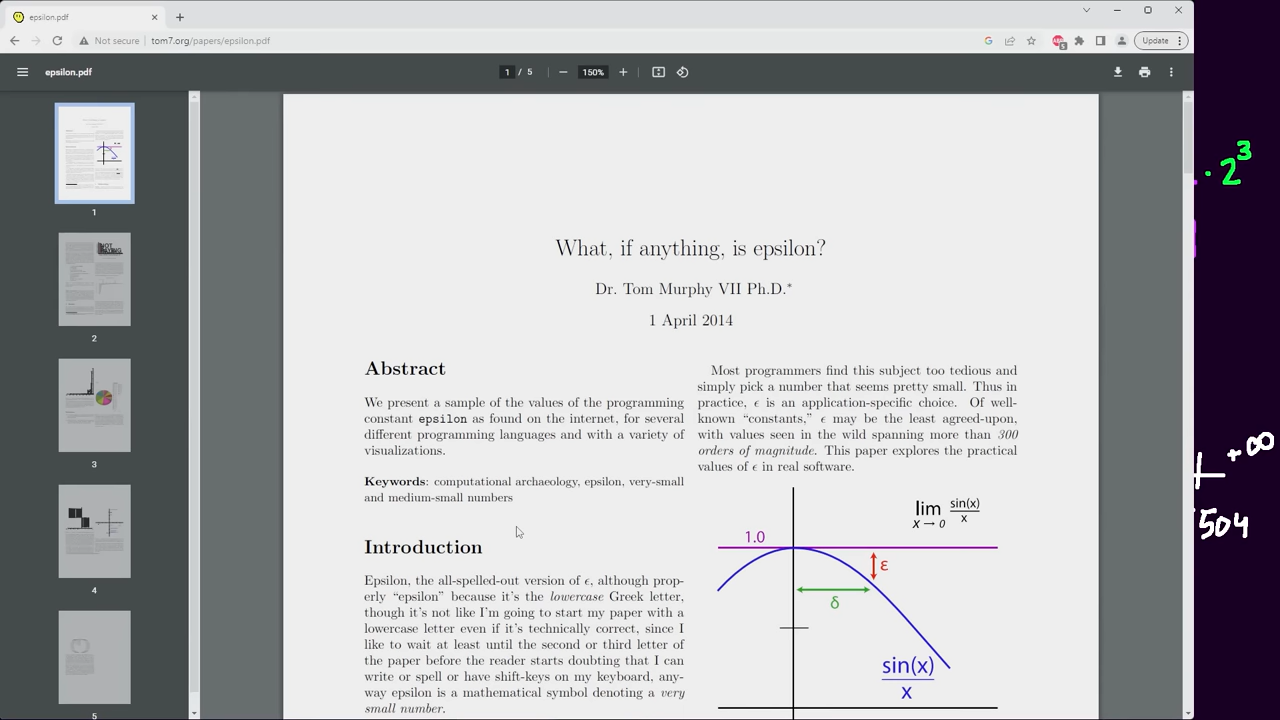 epsilon.pdf
Not secure
tom7.org/papers/epsilon.pdf
Update
epsilon.pdf
1 / 5
150%
1
2
3
4
5
What, if anything, is epsilon?
Dr. Tom Murphy VII Ph.D.*
1 April 2014
Abstract
We present a sample of the values of the programming
constant epsilon as found on the internet, for several
different programming languages and with a variety of
visualizations.
Keywords: computational archaeology, epsilon, very-small
and medium-small numbers
Introduction
Epsilon, the all-spelled-out version of ϵ, although prop-
erly “epsilon” because it’s the lowercase Greek letter,
though it’s not like I’m going to start my paper with a
lowercase letter even if it’s technically correct, since I
like to wait at least until the second or third letter of
the paper before the reader starts doubting that I can
write or spell or have shift-keys on my keyboard, any-
way epsilon is a mathematical symbol denoting a very
small number.
Most programmers find this subject too tedious and
simply pick a number that seems pretty small. Thus in
practice, ϵ is an application-specific choice. Of well-
known “constants,” ϵ may be the least agreed-upon,
with values seen in the wild spanning more than 300
orders of magnitude. This paper explores the practical
values of ϵ in real software.
lim x → 0 sin(x)/x
1.0
ε
δ
sin(x)/x
· 2³
+∞
504